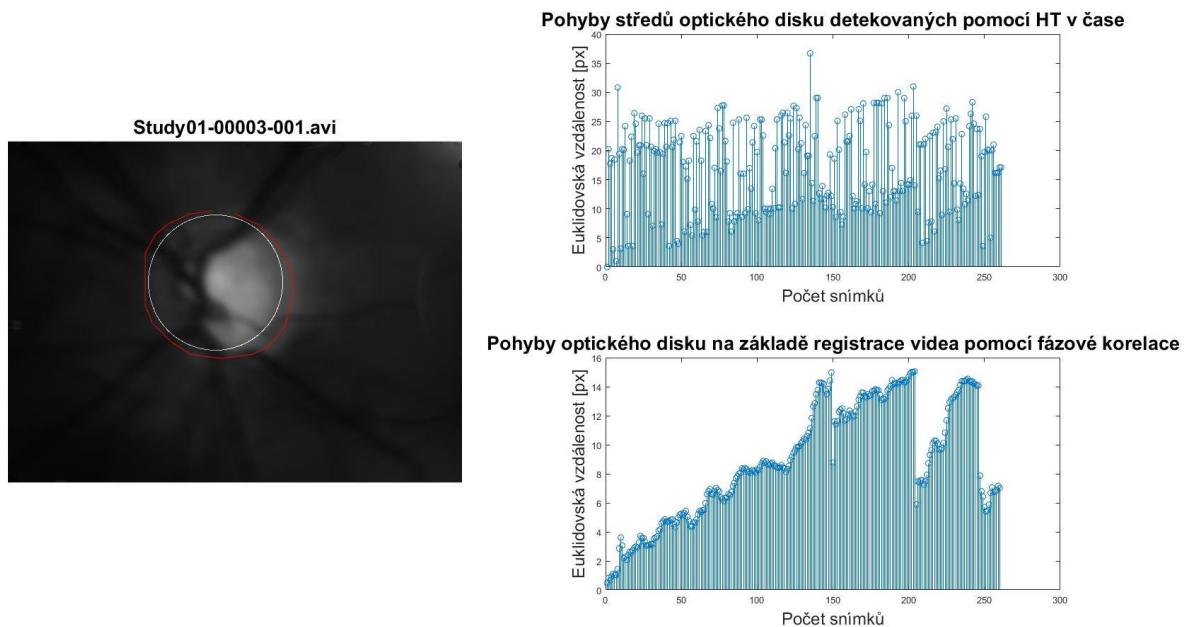 Study01-00003-001.avi
Pohyby středů optického disku detekovaných pomocí HT v čase
Euklidovská vzdálenost [px]
40
35
30
25
20
15
10
5
0
0 50 100 150 200 250 300
Počet snímků
Pohyby optického disku na základě registrace videa pomocí fázové korelace
Euklidovská vzdálenost [px]
16
14
12
10
8
6
4
2
0
0 50 100 150 200 250 300
Počet snímků